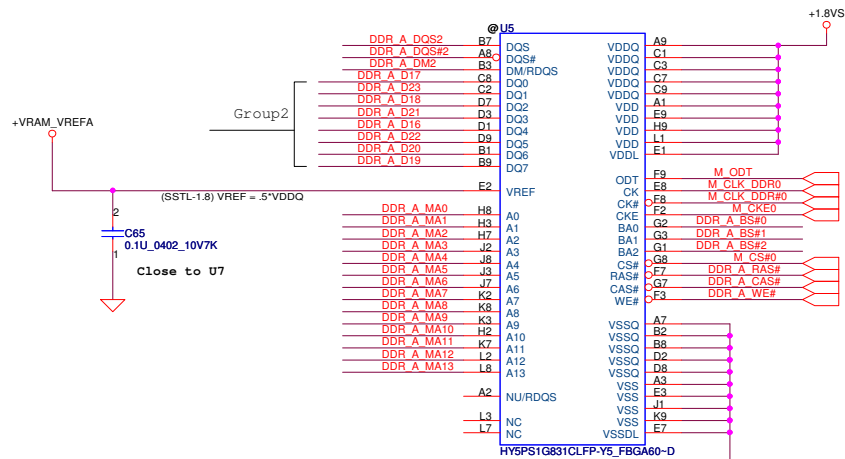 +1.8VS
@U5
DDR_A_DQS2 B7 DQS VDDQ A9
DDR_A_DQS#2 A8 DQS# VDDQ C1
DDR_A_DM2 B3 DM/RDQS VDDQ C3
DDR_A_D17 C8 DQ0 VDDQ C7
DDR_A_D23 C2 DQ1 VDDQ C9
DDR_A_D18 D7 DQ2 VDD A1
DDR_A_D21 D3 DQ3 VDD E9
DDR_A_D16 D1 DQ4 VDD H9
DDR_A_D22 D9 DQ5 VDD L1
DDR_A_D20 B1 DQ6 VDDL E1
DDR_A_D19 B9 DQ7
Group2
+VRAM_VREFA
ODT F9 M_ODT
(SSTL-1.8) VREF = .5*VDDQ E2 VREF CK E8 M_CLK_DDR0
CK# F8 M_CLK_DDR#0
DDR_A_MA0 H8 A0 CKE F2 M_CKE0
DDR_A_MA1 H3 A1 BA0 G2 DDR_A_BS#0
DDR_A_MA2 H7 A2 BA1 G3 DDR_A_BS#1
DDR_A_MA3 J2 A3 BA2 G1 DDR_A_BS#2
DDR_A_MA4 J8 A4 CS# G8 M_CS#0
DDR_A_MA5 J3 A5 RAS# F7 DDR_A_RAS#
DDR_A_MA6 J7 A6 CAS# G7 DDR_A_CAS#
DDR_A_MA7 K2 A7 WE# F3 DDR_A_WE#
DDR_A_MA8 K8 A8
DDR_A_MA9 K3 A9 VSSQ A7
DDR_A_MA10 H2 A10 VSSQ B2
DDR_A_MA11 K7 A11 VSSQ B8
DDR_A_MA12 L2 A12 VSSQ D2
DDR_A_MA13 L8 A13 VSSQ D8
VSS A3
A2 NU/RDQS VSS E3
VSS J1
L3 NC VSS K9
L7 NC VSSDL E7
2
C65
0.1U_0402_10V7K
1
Close to U7
HY5PS1G831CLFP-Y5_FBGA60~D